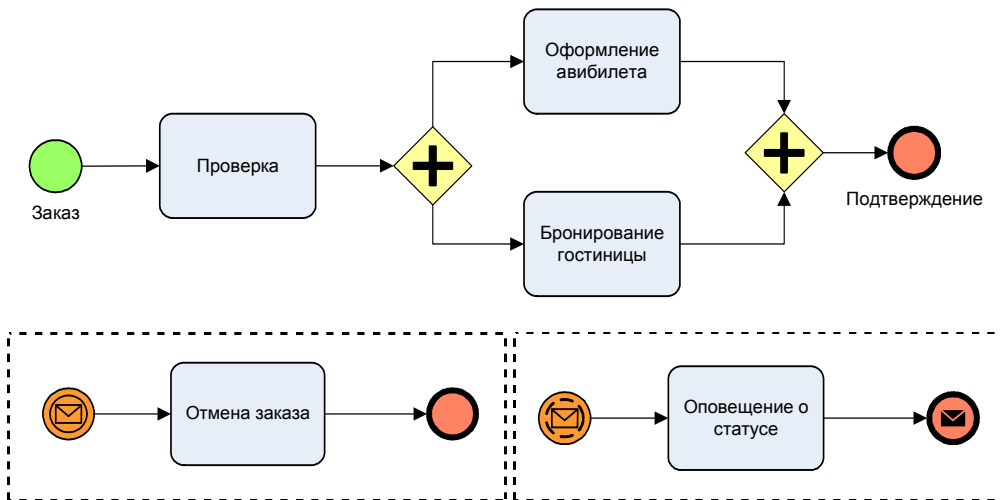 Оформление
авибилета
Проверка
Заказ
Подтверждение
Бронирование
гостиницы
Отмена заказа
Оповещение о
статусе